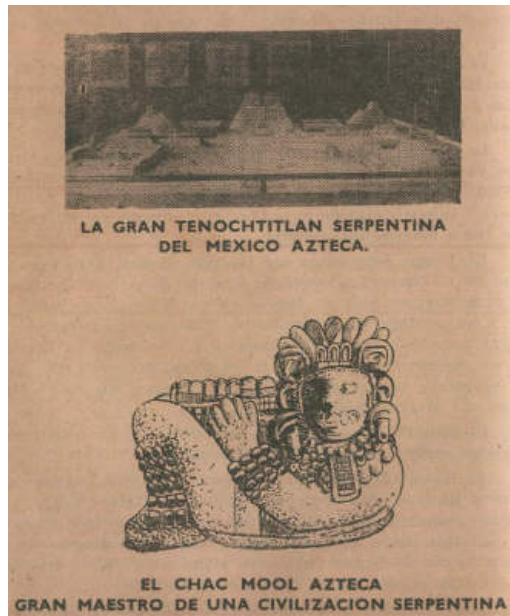 LA GRAN TENOCHTITLAN SERPENTINA
DEL MEXICO AZTECA.
EL CHAC MOOL AZTECA
GRAN MAESTRO DE UNA CIVILIZACION SERPENTINA